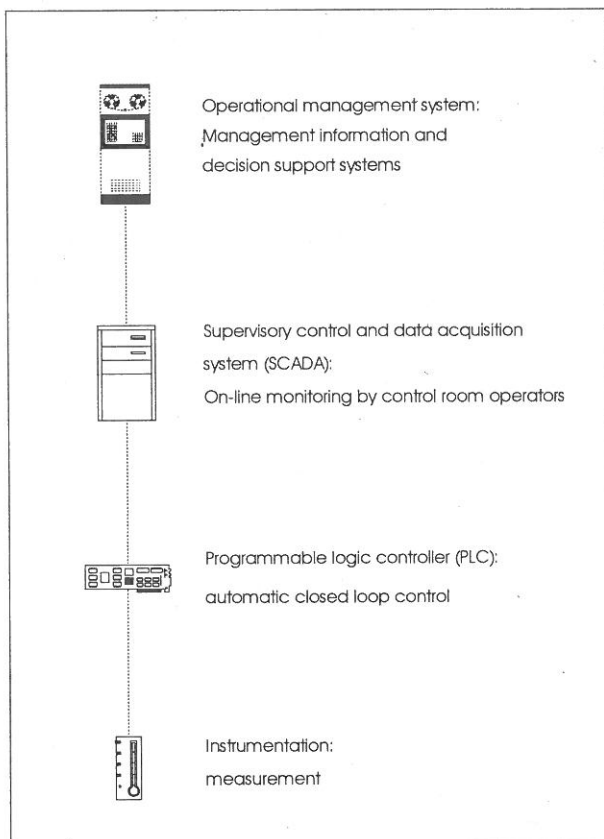 Operational management system:
Management information and
decision support systems
Supervisory control and data acquisition
system (SCADA):
On-line monitoring by control room operators
Programmable logic controller (PLC):
automatic closed loop control
Instrumentation:
measurement